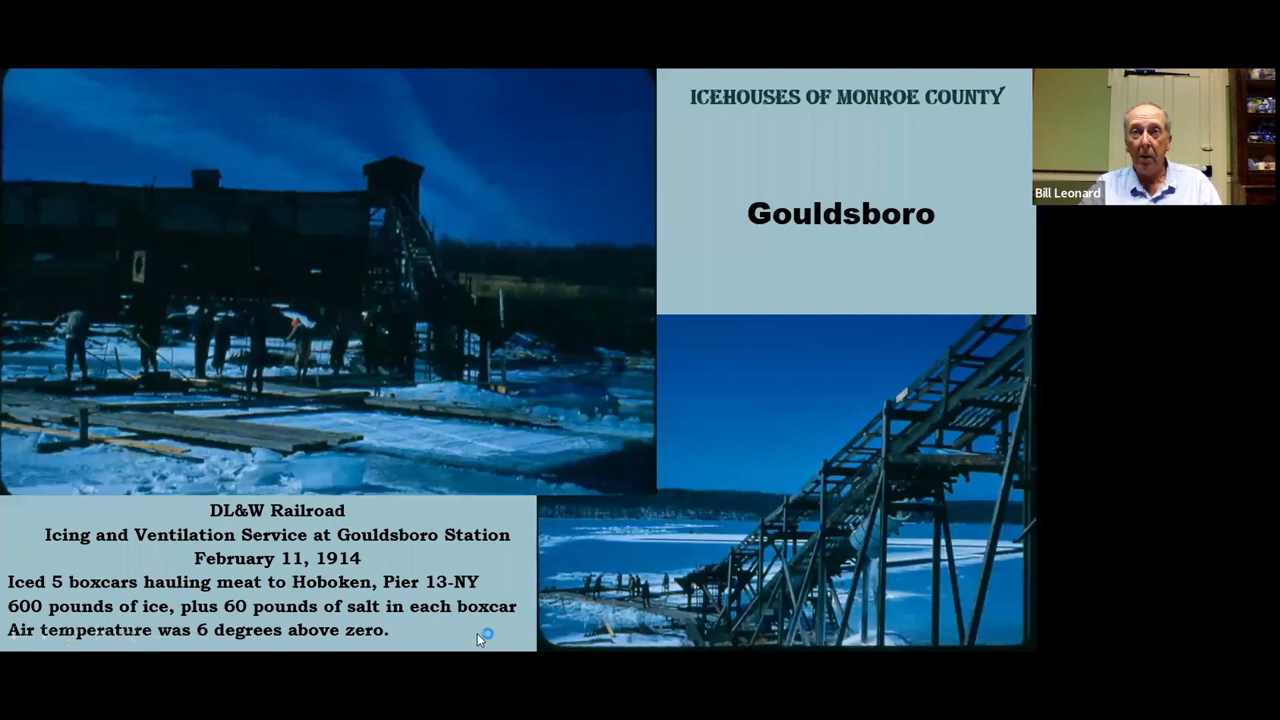 ICEHOUSES OF MONROE COUNTY
Gouldsboro
Bill Leonard
DL&W Railroad
Icing and Ventilation Service at Gouldsboro Station
February 11, 1914
Iced 5 boxcars hauling meat to Hoboken, Pier 13-NY
600 pounds of ice, plus 60 pounds of salt in each boxcar
Air temperature was 6 degrees above zero.